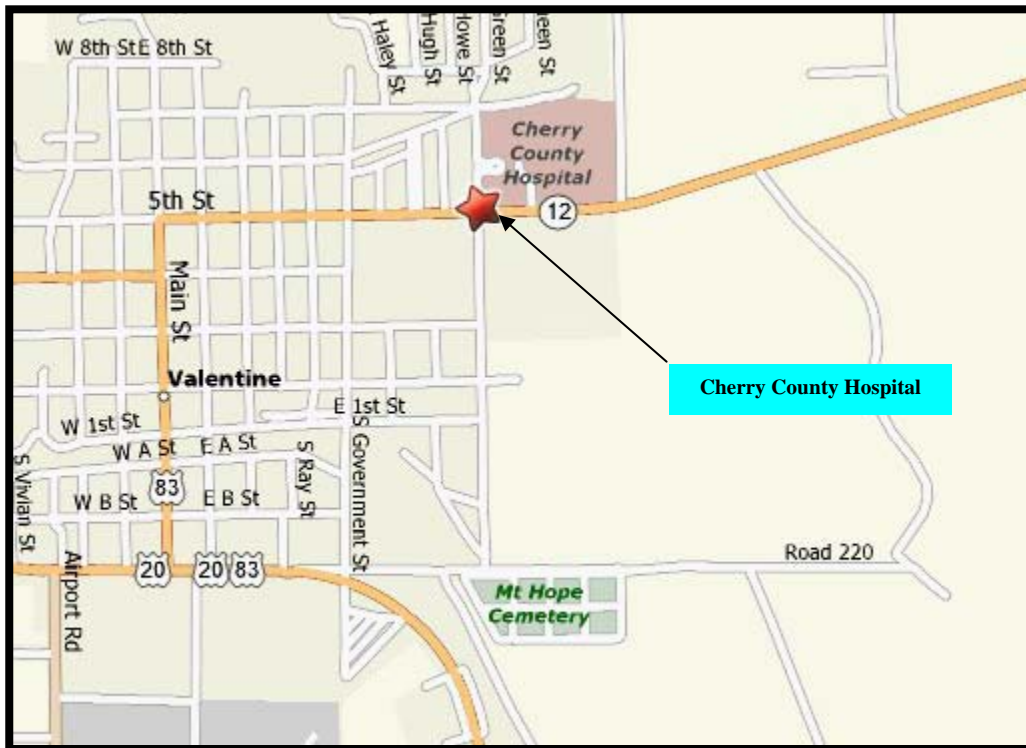 W 8th St
E 8th St
Haley St
Hugh St
Howe St
Green St
ueen St
Cherry
County
Hospital
5th St
12
Main St
Valentine
Cherry County Hospital
E 1st St
W 1st St
W A St
E A St
S Vivian St
83
W B St
E B St
S Ray St
S Government St
20
20
83
Road 220
Airport Rd
Mt Hope
Cemetery